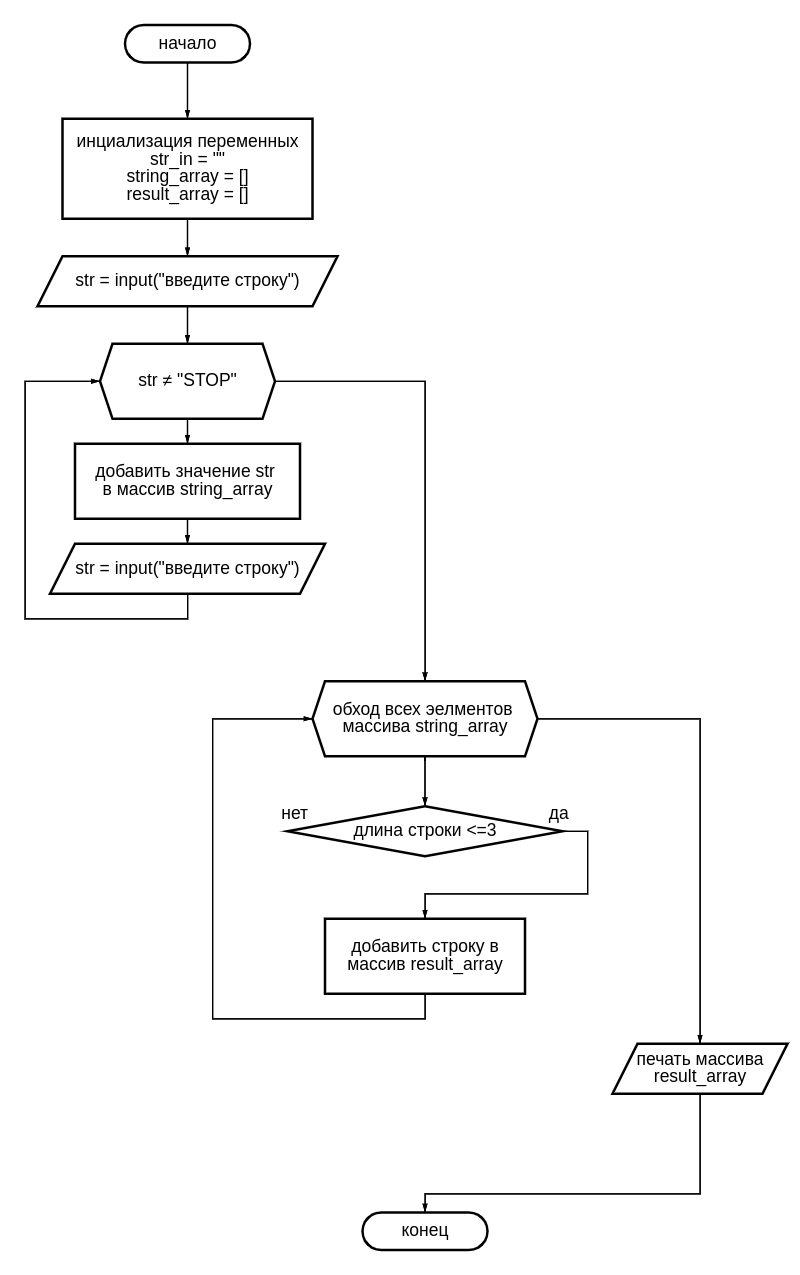 начало
инциализация переменных
str_in = ""
string_array = []
result_array = []
str = input("введите строку")
str ≠ "STOP"
добавить значение str
в массив string_array
str = input("введите строку")
обход всех эелментов
массива string_array
нет
да
длина строки <=3
добавить строку в
массив result_array
печать массива
result_array
конец